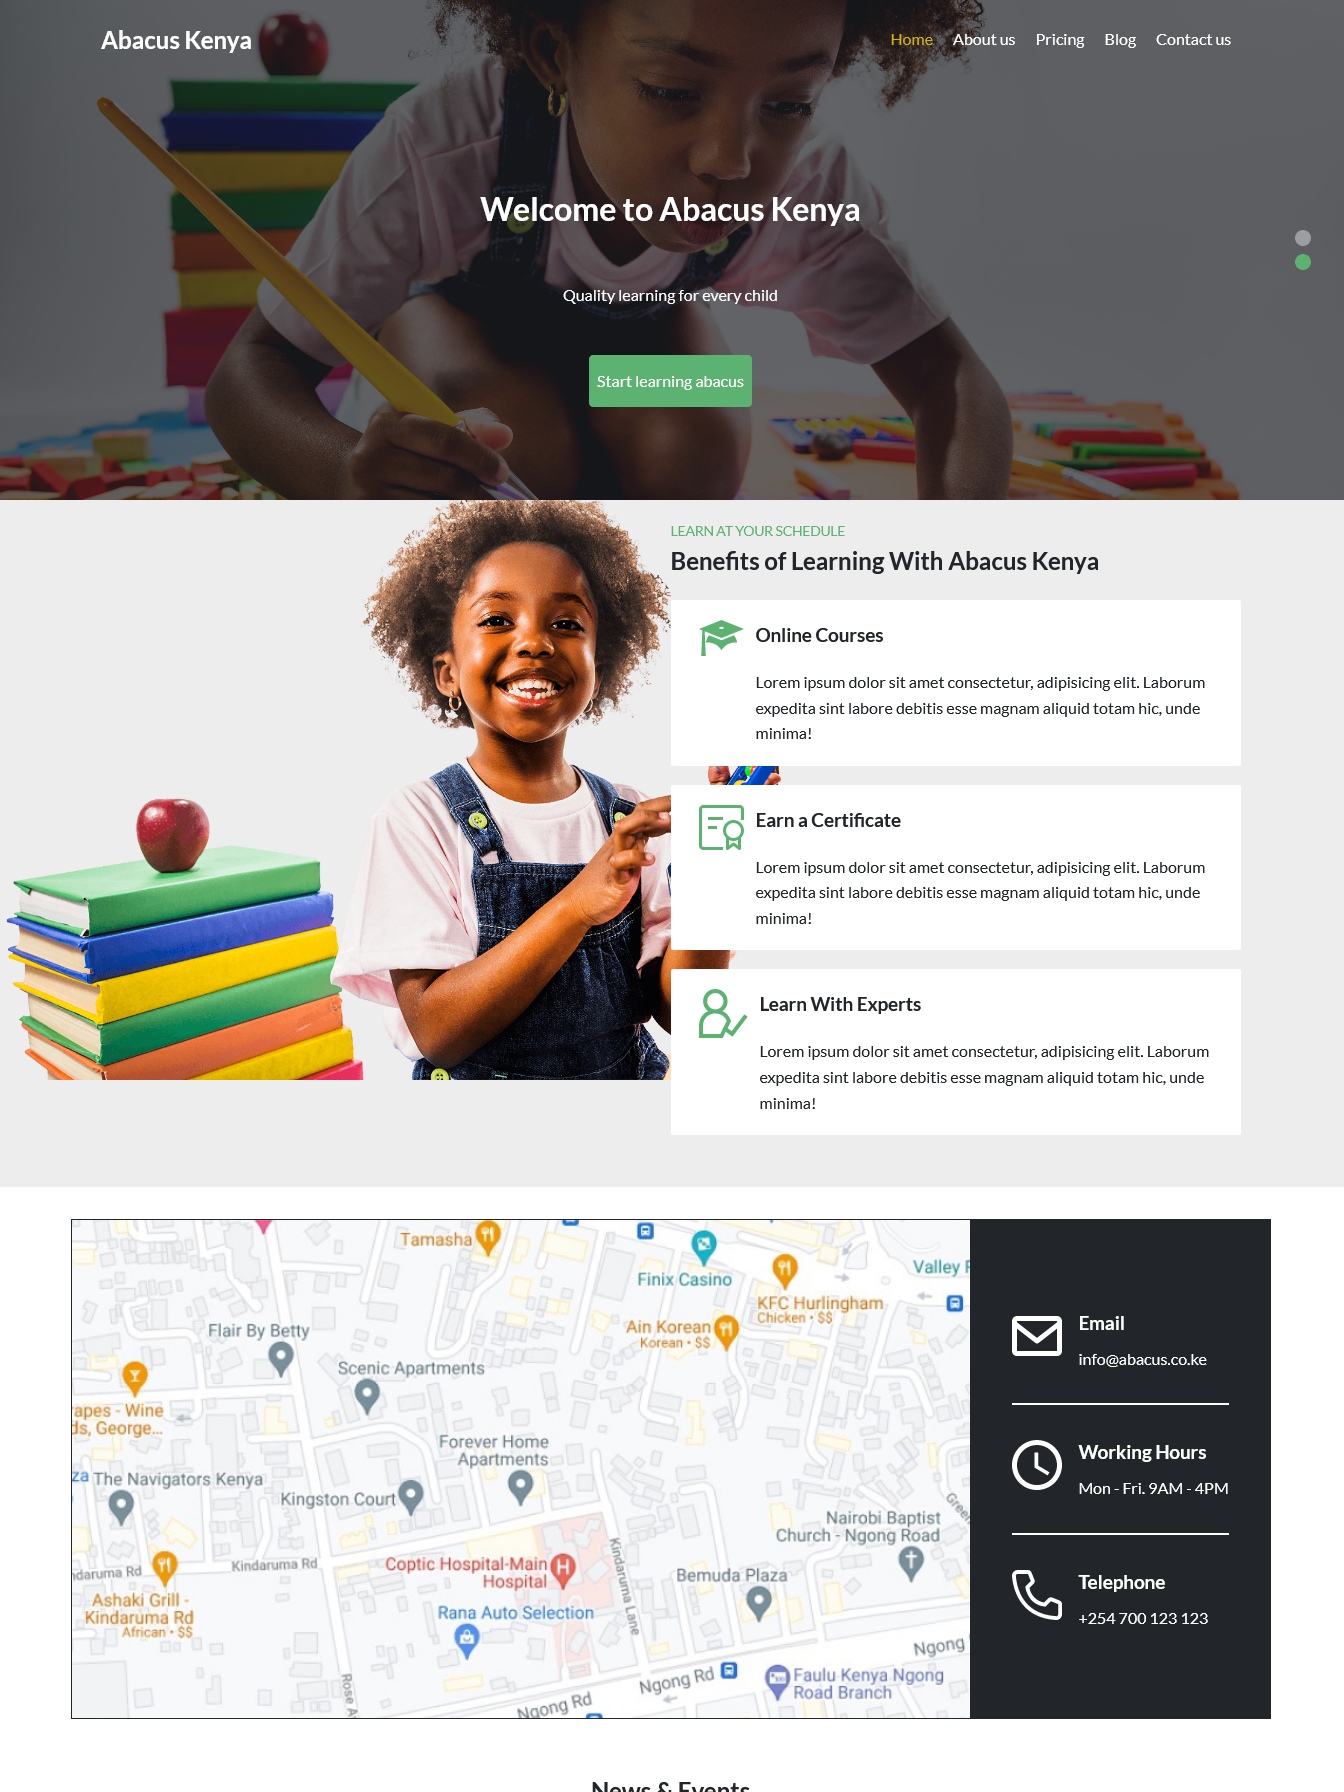 Abacus Kenya
Home About us Pricing Blog Contact us
Welcome to Abacus Kenya
Quality learning for every child
Start learning abacus
LEARN AT YOUR SCHEDULE
Benefits of Learning With Abacus Kenya
Online Courses
Lorem ipsum dolor sit amet consectetur, adipisicing elit. Laborum
expedita sint labore debitis esse magnam aliquid totam hic, unde
minima!
Earn a Certificate
Lorem ipsum dolor sit amet consectetur, adipisicing elit. Laborum
expedita sint labore debitis esse magnam aliquid totam hic, unde
minima!
Learn With Experts
Lorem ipsum dolor sit amet consectetur, adipisicing elit. Laborum
expedita sint labore debitis esse magnam aliquid totam hic, unde
minima!
Tamasha
Finix Casino
Valley
KFC Hurlingham
Chicken • $$
Ain Korean
Korean • $$
Flair By Betty
Scenic Apartments
apes - Wine
ds, George...
Forever Home
Apartments
za
The Navigators Kenya
Kingston Court
Green
Nairobi Baptist
Church - Ngong Road
Kindaruma Rd
ndaruma Rd
Kindaruma Lane
Coptic Hospital-Main
Hospital
H
Bemuda Plaza
Ashaki Grill -
Kindaruma Rd
African • $$
Rana Auto Selection
Ngong
Ngong Rd
Faulu Kenya Ngong
Road Branch
Rose A
Ngong Rd
Email
info@abacus.co.ke
Working Hours
Mon - Fri. 9AM - 4PM
Telephone
+254 700 123 123
News & Events